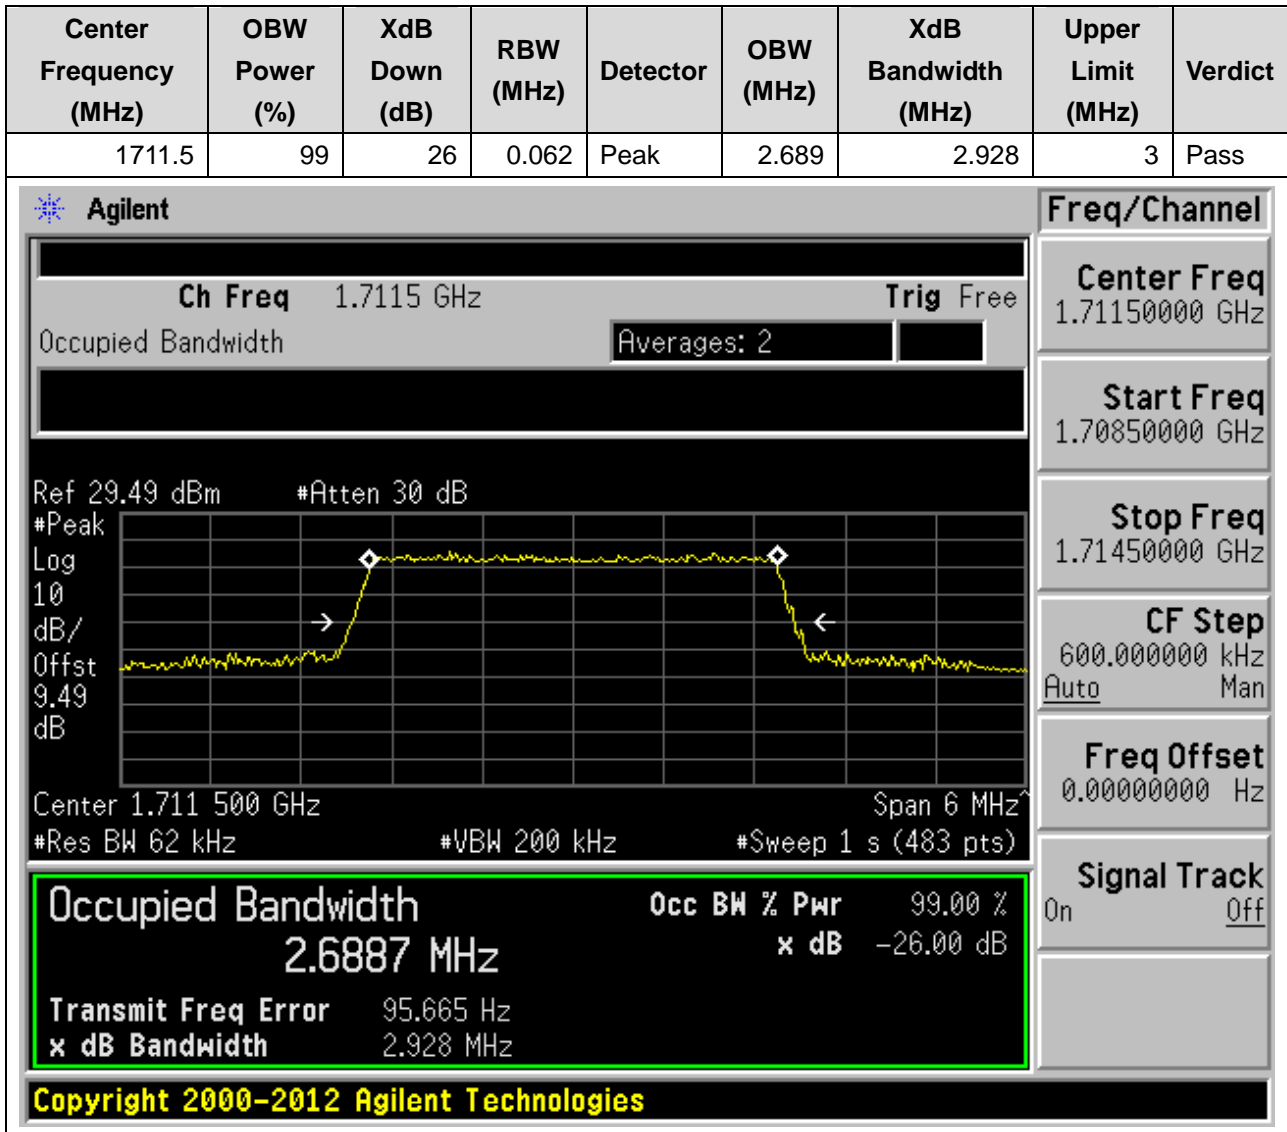 Center Frequency (MHz) OBW Power (%) XdB Down (dB) RBW (MHz) Detector OBW (MHz) XdB Bandwidth (MHz) Upper Limit (MHz) Verdict
1711.5 99 26 0.062 Peak 2.689 2.928 3 Pass
Agilent
Freq/Channel
Ch Freq 1.7115 GHz Trig Free
Occupied Bandwidth Averages: 2
Center Freq
1.71150000 GHz
Start Freq
1.70850000 GHz
Stop Freq
1.71450000 GHz
CF Step
600.000000 kHz
Auto Man
Freq Offset
0.00000000 Hz
Signal Track
On Off
Ref 29.49 dBm #Atten 30 dB
#Peak
Log
10
dB/
Offst
9.49
dB
Center 1.711 500 GHz Span 6 MHz^
#Res BW 62 kHz #VBW 200 kHz #Sweep 1 s (483 pts)
Occupied Bandwidth Occ BW % Pwr 99.00 %
2.6887 MHz x dB -26.00 dB
Transmit Freq Error 95.665 Hz
x dB Bandwidth 2.928 MHz
Copyright 2000-2012 Agilent Technologies